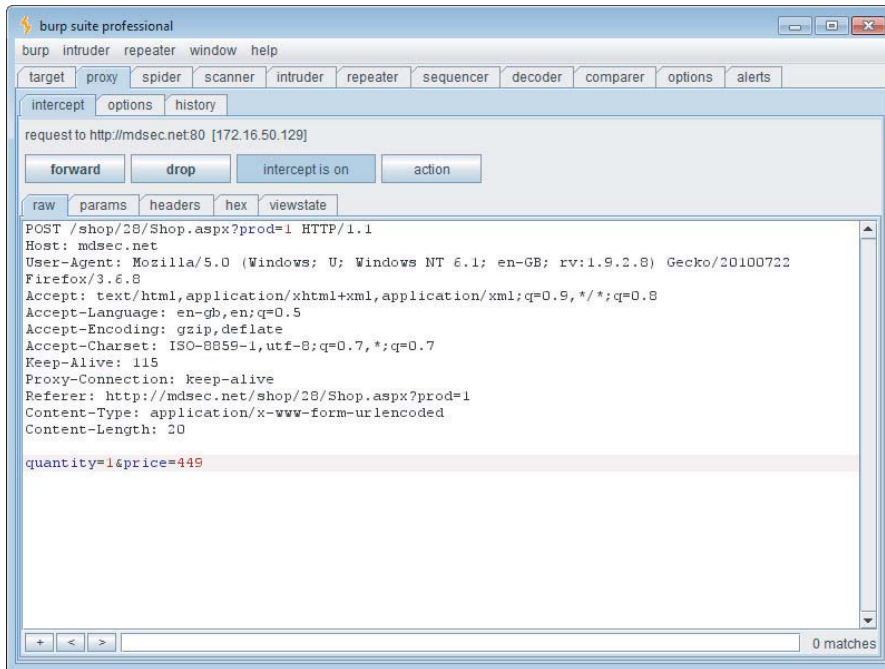 burp suite professional
burp intruder repeater window help
target proxy spider scanner intruder repeater sequencer decoder comparer options alerts
intercept options history
request to http://mdsec.net:80 [172.16.50.129]
forward drop intercept is on action
raw params headers hex viewstate
POST /shop/28/Shop.aspx?prod=1 HTTP/1.1
Host: mdsec.net
User-Agent: Mozilla/5.0 (Windows; U; Windows NT 6.1; en-GB; rv:1.9.2.8) Gecko/20100722
Firefox/3.6.8
Accept: text/html,application/xhtml+xml,application/xml;q=0.9,*/*;q=0.8
Accept-Language: en-gb,en;q=0.5
Accept-Encoding: gzip,deflate
Accept-Charset: ISO-8859-1,utf-8;q=0.7,*;q=0.7
Keep-Alive: 115
Proxy-Connection: keep-alive
Referer: http://mdsec.net/shop/28/Shop.aspx?prod=1
Content-Type: application/x-www-form-urlencoded
Content-Length: 20
quantity=1&price=449
+ < > 0 matches